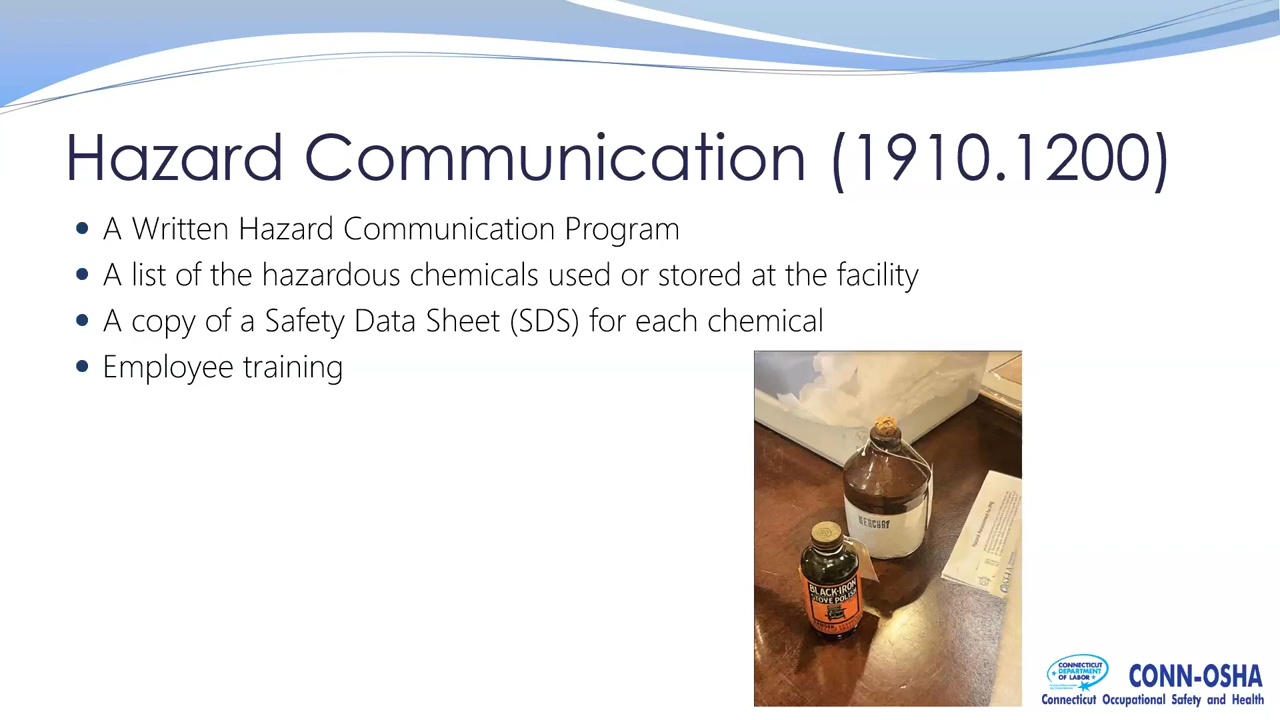 Hazard Communication (1910.1200)
A Written Hazard Communication Program
A list of the hazardous chemicals used or stored at the facility
A copy of a Safety Data Sheet (SDS) for each chemical
Employee training
MERCURY
BLACK-IRON
STOVE POLISH
CONNECTICUT
DEPARTMENT
OF LABOR
CONN-OSHA
Connecticut Occupational Safety and Health